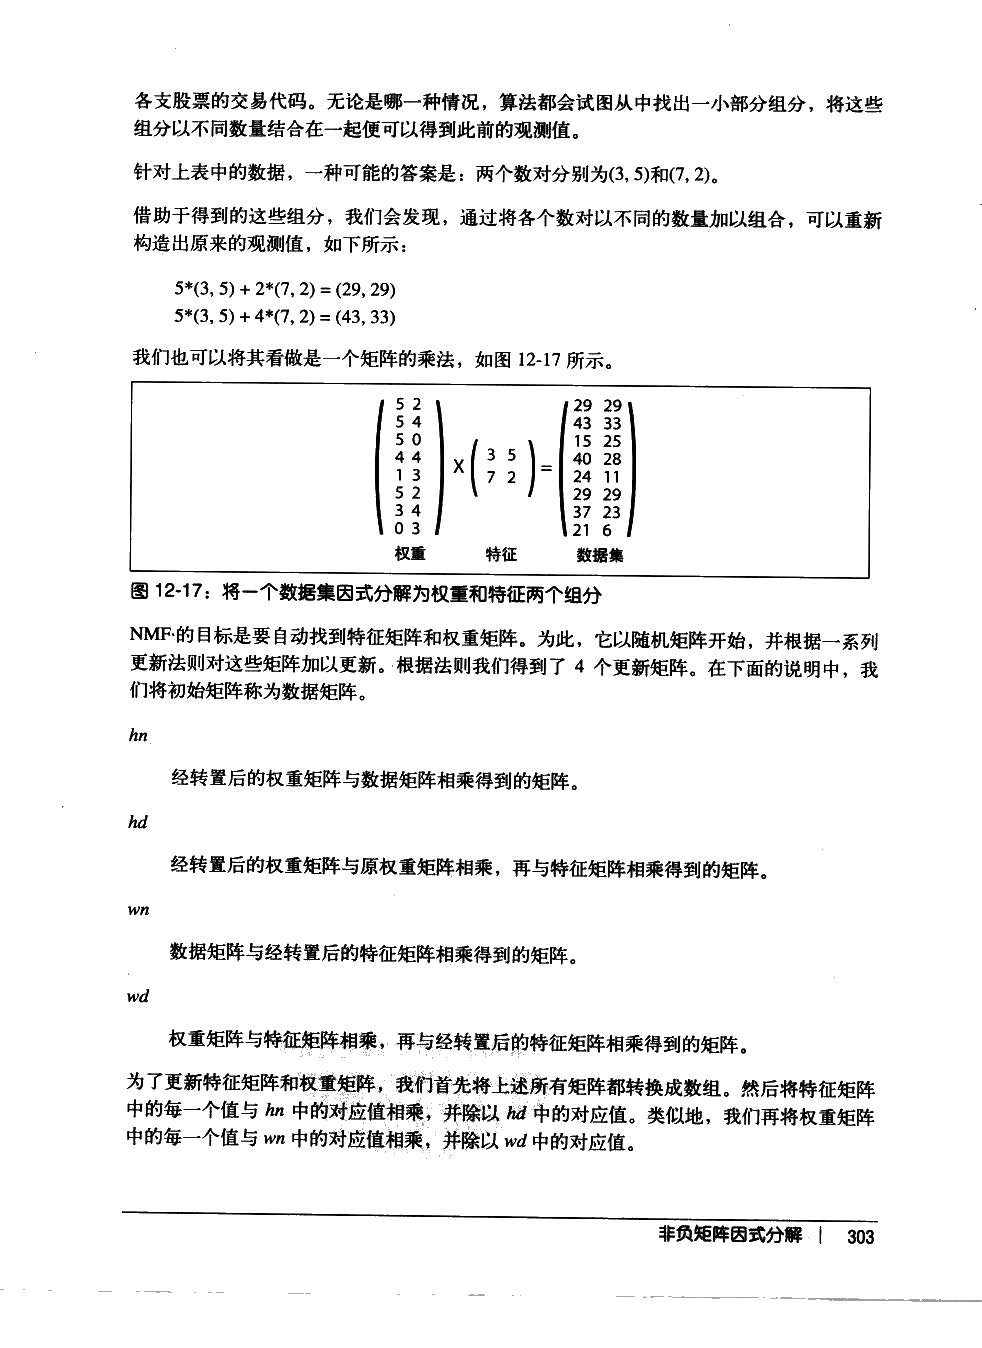 各支股票的交易代码。无论是哪一种情况，算法都会试图从中找出一小部分组分，将这些
组分以不同数量结合在一起便可以得到此前的观测值。
针对上表中的数据，一种可能的答案是：两个数对分别为(3, 5)和(7, 2)。
借助于得到的这些组分，我们会发现，通过将各个数对以不同的数量加以组合，可以重新
构造出原来的观测值，如下所示：
5*(3, 5) + 2*(7, 2) = (29, 29)
5*(3, 5) + 4*(7, 2) = (43, 33)
我们也可以将其看做是一个矩阵的乘法，如图 12-17 所示。
5 2
5 4
5 0
4 4
1 3
5 2
3 4
0 3
权重
X
3 5
7 2
特征
=
29 29
43 33
15 25
40 28
24 11
29 29
37 23
21 6
数据集
图 12-17：将一个数据集因式分解为权重和特征两个组分
NMF的目标是要自动找到特征矩阵和权重矩阵。为此，它以随机矩阵开始，并根据一系列
更新法则对这些矩阵加以更新。根据法则我们得到了 4 个更新矩阵。在下面的说明中，我
们将初始矩阵称为数据矩阵。
hn
经转置后的权重矩阵与数据矩阵相乘得到的矩阵。
hd
经转置后的权重矩阵与原权重矩阵相乘，再与特征矩阵相乘得到的矩阵。
wn
数据矩阵与经转置后的特征矩阵相乘得到的矩阵。
wd
权重矩阵与特征矩阵相乘，再与经转置后的特征矩阵相乘得到的矩阵。
为了更新特征矩阵和权重矩阵，我们首先将上述所有矩阵都转换成数组。然后将特征矩阵
中的每一个值与 hn 中的对应值相乘，并除以 hd 中的对应值。类似地，我们再将权重矩阵
中的每一个值与 wn 中的对应值相乘，并除以 wd 中的对应值。
非负矩阵因式分解 | 303